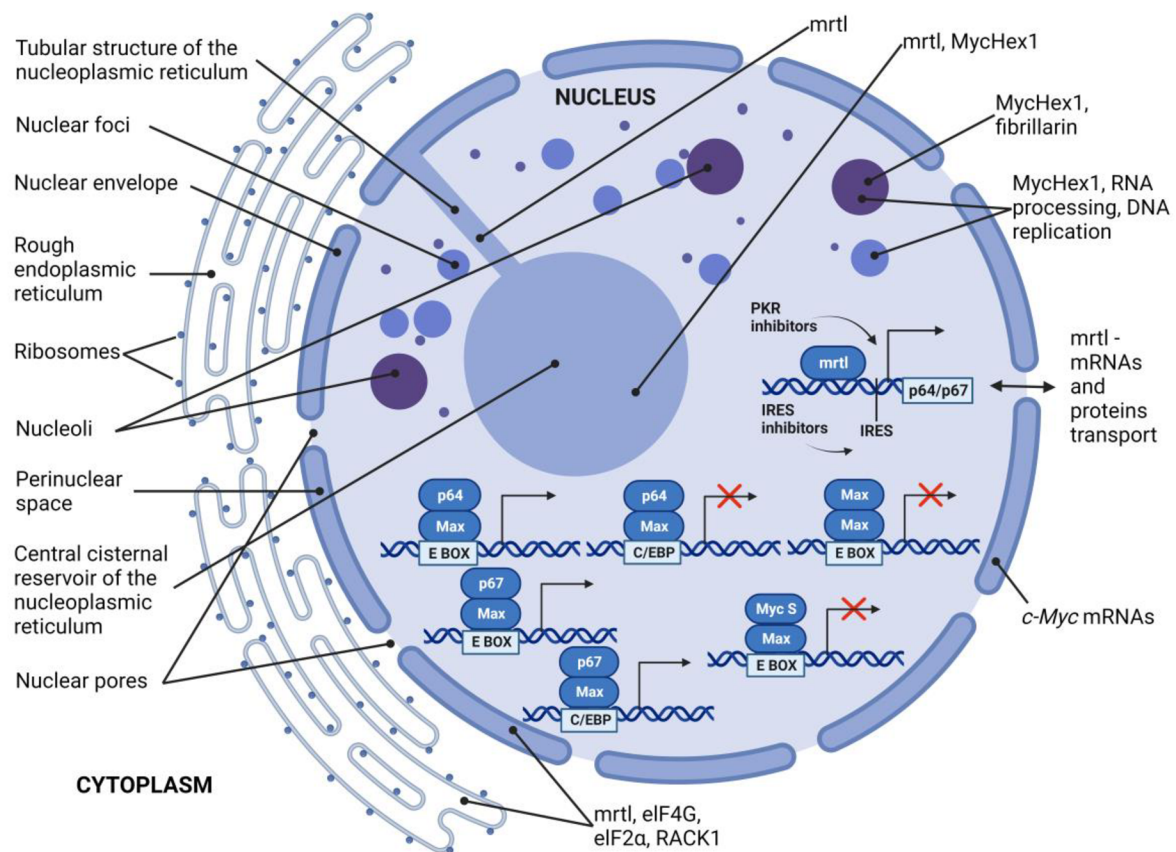 Tubular structure of the
nucleoplasmic reticulum
Nuclear foci
Nuclear envelope
Rough
endoplasmic
reticulum
Ribosomes
Nucleoli
Perinuclear
space
Central cisternal
reservoir of the
nucleoplasmic
reticulum
Nuclear pores
CYTOPLASM
NUCLEUS
mrtl
mrtl, MycHex1
MycHex1,
fibrillarin
MycHex1, RNA
processing, DNA
replication
PKR
inhibitors
mrtl
p64/p67
IRES
inhibitors
IRES
mrtl -
mRNAs
and
proteins
transport
p64
Max
E BOX
p64
Max
C/EBP
Max
Max
E BOX
p67
Max
E BOX
Myc S
Max
E BOX
p67
Max
C/EBP
c-Myc mRNAs
mrtl, eIF4G,
eIF2α, RACK1